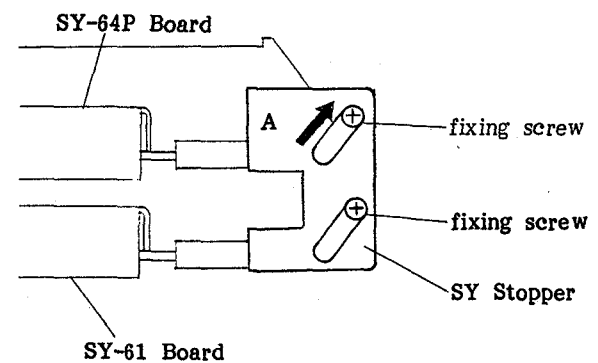 SY-64P Board
A
fixing screw
fixing screw
SY Stopper
SY-61 Board